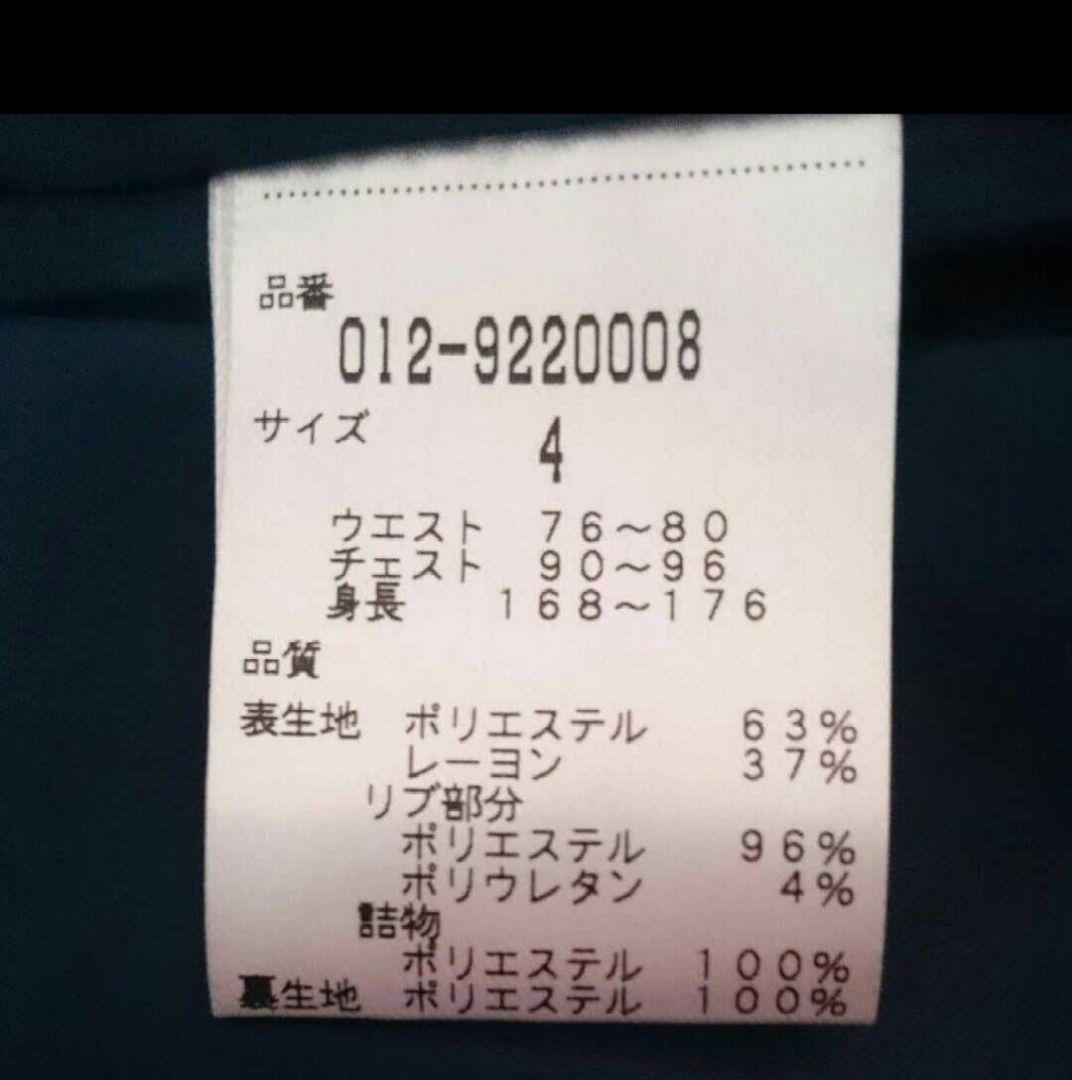 品番
012-9220008
サイズ 4
ウエスト 76〜80
チェスト 90〜96
身長 168〜176
品質
表生地 ポリエステル 63%
レーヨン 37%
リブ部分
ポリエステル 96%
ポリウレタン 4%
詰物
ポリエステル 100%
裏生地 ポリエステル 100%